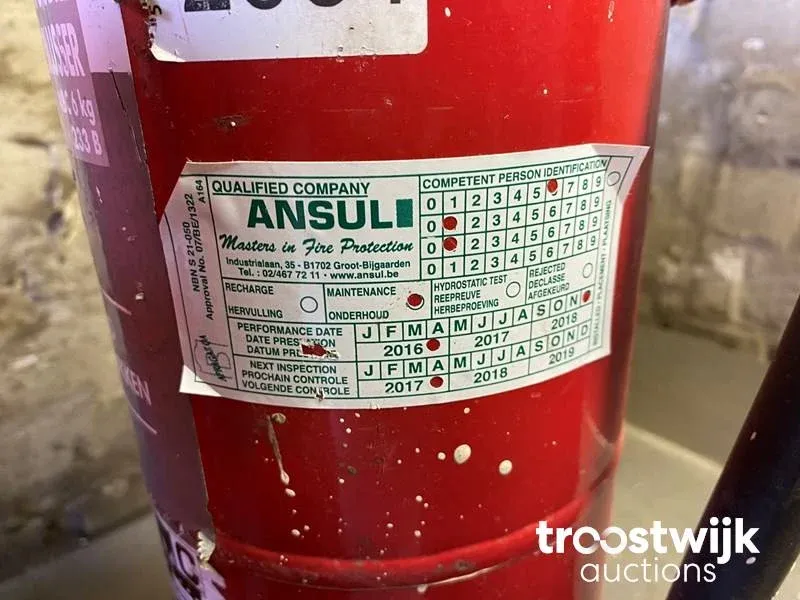 6 kg
233 B
NBN S 21-050
Approval No. 07/BE/1322
A164
QUALIFIED COMPANY
ANSUL
Masters in Fire Protection
Industrialaan, 35 - B1702 Groot-Bijgaarden
Tel. : 02/467 72 11 - www.ansul.be
COMPETENT PERSON IDENTIFICATION
0 1 2 3 4 5 7 8 9
0 2 3 4 5 6 7 8 9
0 2 3 4 5 6 7 8 9
0 1 2 3 4 5 6 7 8 9
RECHARGE
HERVULLING
MAINTENANCE
ONDERHOUD
HYDROSTATIC TEST
REEPREUVE
HERBEPROEVING
REJECTED
DECLASSE
AFGEKEURD
INSTALLED / PLACEMENT / PLAATSING
PERFORMANCE DATE
DATE PRESTATION
DATUM
J F M A M J J A S O N
2016 2017 2018
NEXT INSPECTION
PROCHAIN CONTROLE
VOLGENDE CONTROLE
J F M A M J J A S O N D
2017 2018 2019
troostwijk
auctions